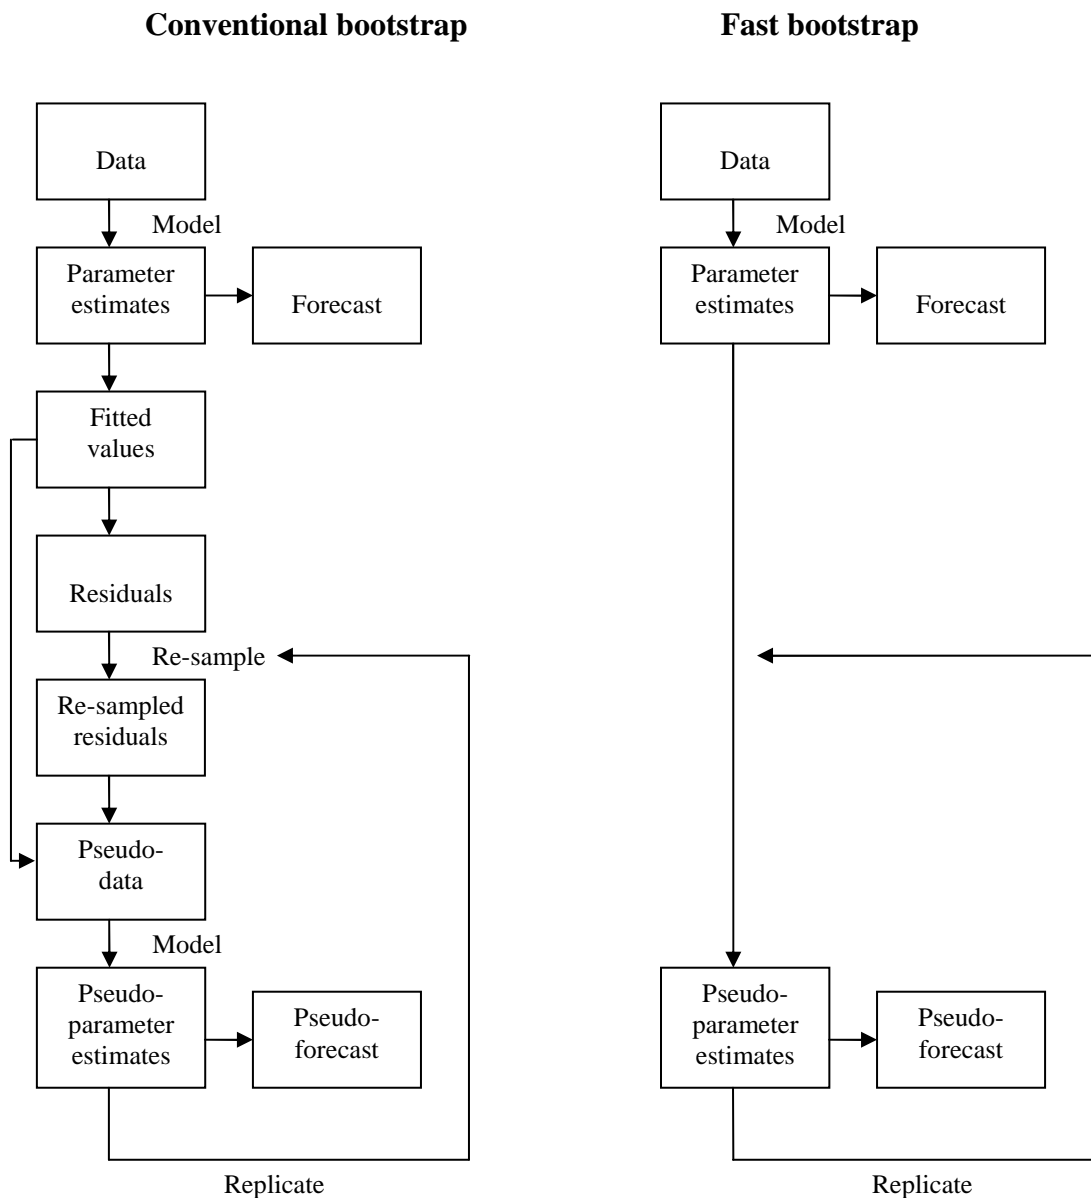 Conventional bootstrap
Data
Model
Parameter
estimates
Forecast
Fitted
values
Residuals
Re-sample
Re-sampled
residuals
Pseudo-
data
Model
Pseudo-
parameter
estimates
Pseudo-
forecast
Replicate
Fast bootstrap
Data
Model
Parameter
estimates
Forecast
Pseudo-
parameter
estimates
Pseudo-
forecast
Replicate